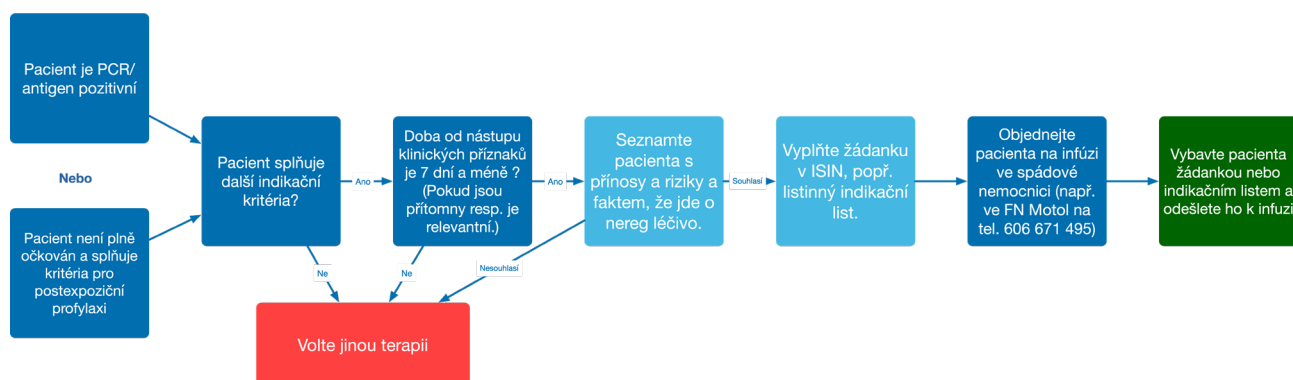 Pacient je PCR/
antigen pozitivní
Nebo
Pacient není plně
očkován a splňuje
kritéria pro
postexpoziční
profylaxi
Pacient splňuje
další indikační
kritéria?
Ano
Ne
Doba od nástupu
klinických příznaků
je 7 dní a méně ?
(Pokud jsou
přítomny resp. je
relevantní.)
Ano
Ne
Seznamte
pacienta s
přínosy a riziky a
faktem, že jde o
nereg léčivo.
Souhlasí
Nesouhlasí
Vyplňte žádanku
v ISIN, popř.
listinný indikační
list.
Objednejte
pacienta na infúzi
ve spádové
nemocnici (např.
ve FN Motol na
tel. 606 671 495)
Vybavte pacienta
žádankou nebo
indikačním listem a
odešlete ho k infuzi
Volte jinou terapii